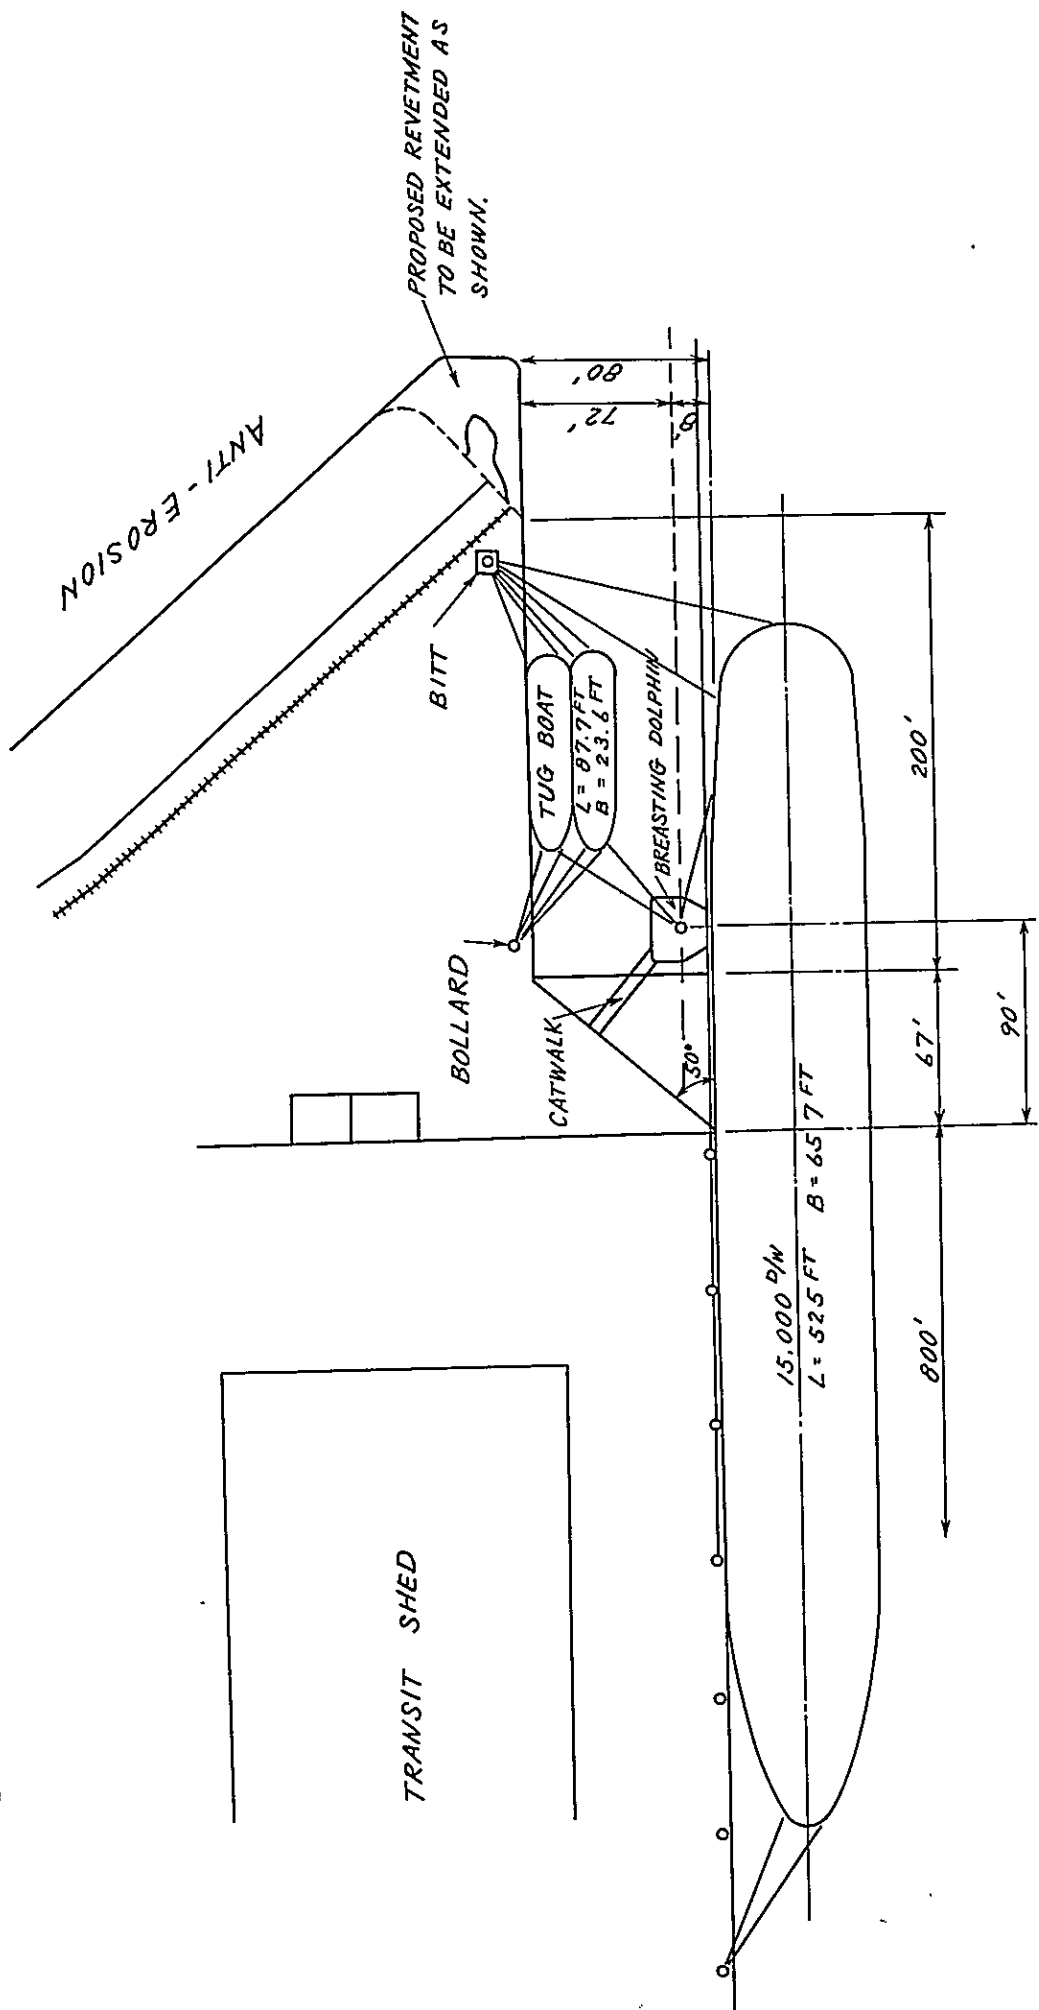 ANTI-EROSION
PROPOSED REVETMENT
TO BE EXTENDED AS
SHOWN.
BITT
TUG BOAT
L = 87.7 FT
B = 23.6 FT
BOLLARD
CATWALK
BREASTING DOLPHIN
80'
72'
8'
50°
200'
67'
90'
800'
TRANSIT SHED
15.000 D/W
L = 525 FT B = 65 7 FT